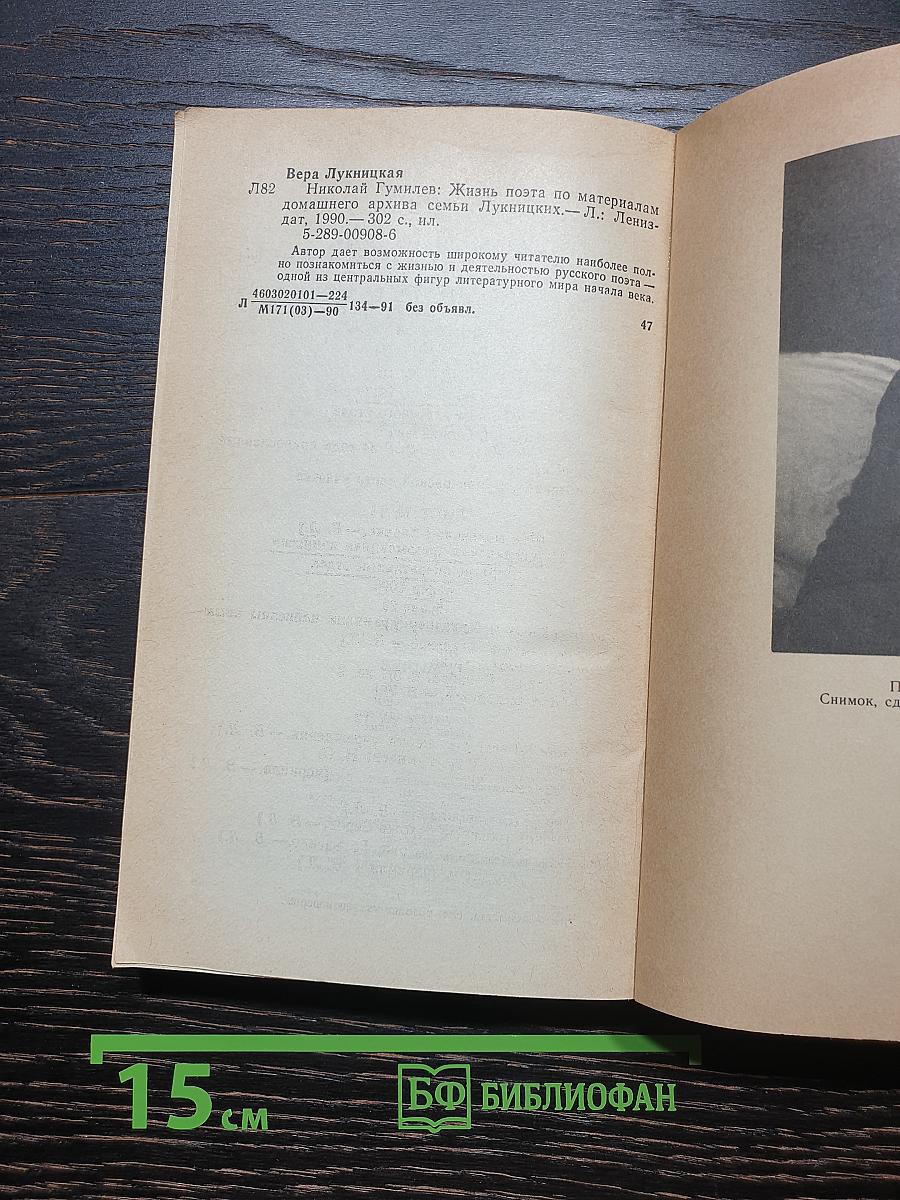 Вера Лукницкая
Л82 Николай Гумилев: Жизнь поэта по материалам
домашнего архива семьи Лукницких.— Л.: Лениз-
дат, 1990.— 302 с., ил.
5-289-00908-6
Автор дает возможность широкому читателю наиболее пол-
но познакомиться с жизнью и деятельностью русского поэта —
одной из центральных фигур литературного мира начала века.
Л 4603020101—224
М171(03)—90 134—91 без объявл.
47
П
Снимок, сд
15 см
БФ БИБЛИОФАН